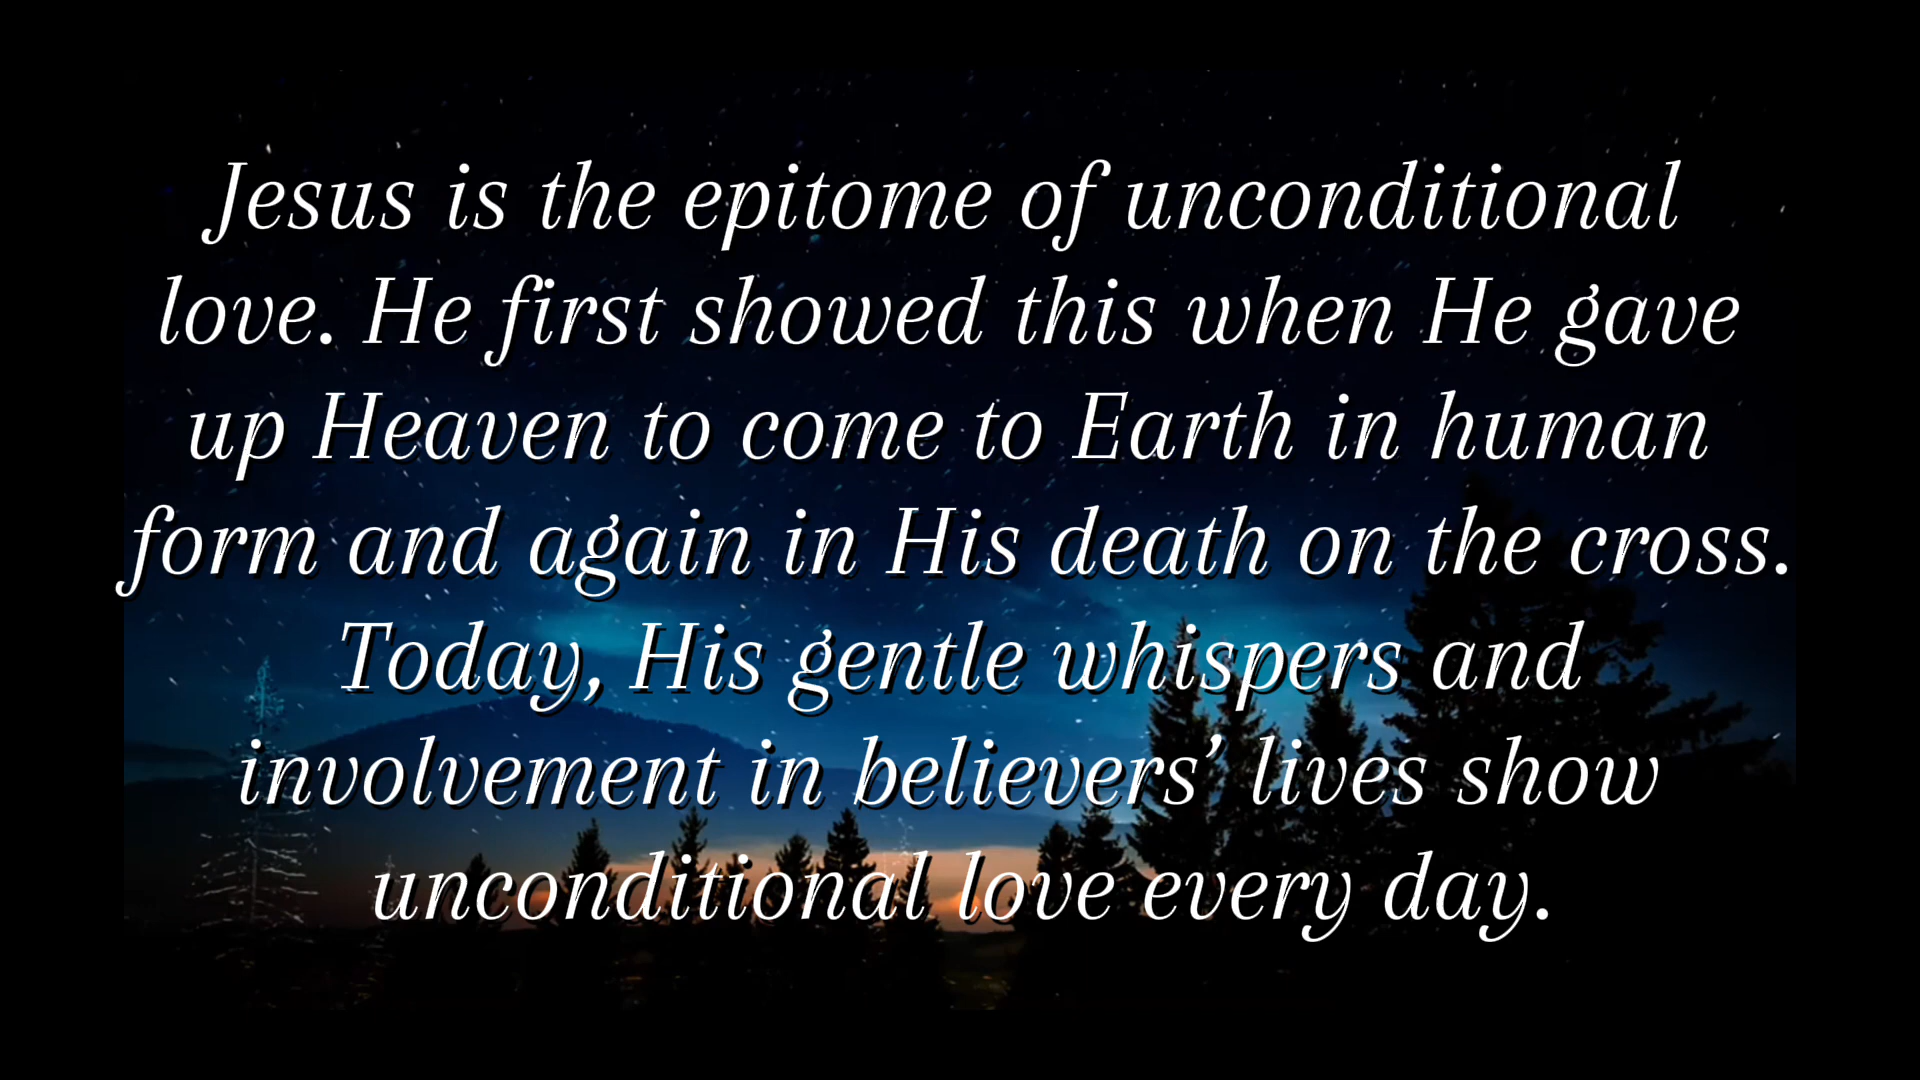 Jesus is the epitome of unconditional
love. He first showed this when He gave
up Heaven to come to Earth in human
form and again in His death on the cross.
Today, His gentle whispers and
involvement in believers’ lives show
unconditional love every day.